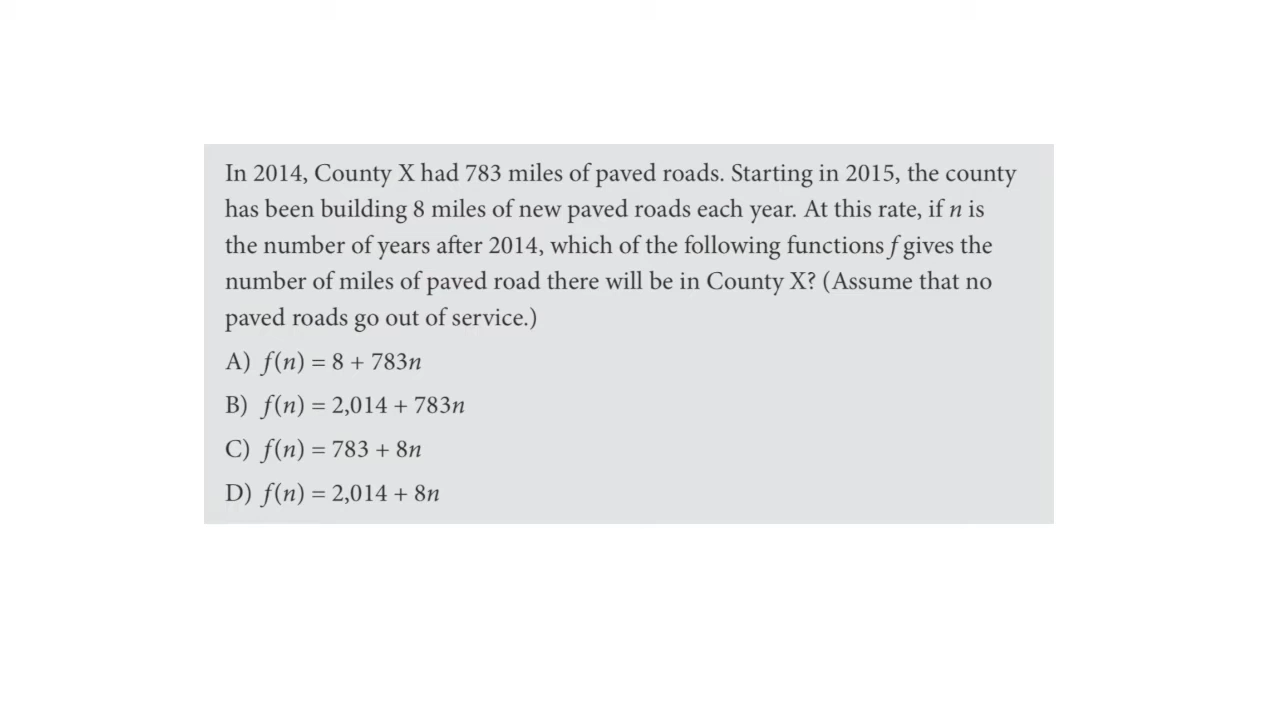 In 2014, County X had 783 miles of paved roads. Starting in 2015, the county
has been building 8 miles of new paved roads each year. At this rate, if n is
the number of years after 2014, which of the following functions f gives the
number of miles of paved road there will be in County X? (Assume that no
paved roads go out of service.)
A) f(n) = 8 + 783n
B) f(n) = 2,014 + 783n
C) f(n) = 783 + 8n
D) f(n) = 2,014 + 8n